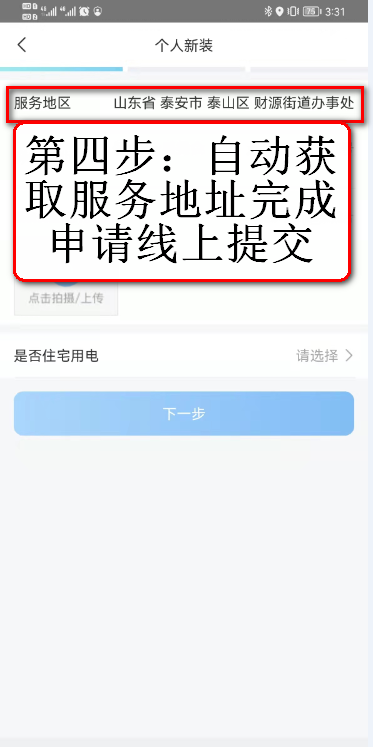 3:31
个人新装
服务地区 山东省 泰安市 泰山区 财源街道办事处
第四步：自动获
取服务地址完成
申请线上提交
点击拍摄/上传
是否住宅用电 请选择
下一步